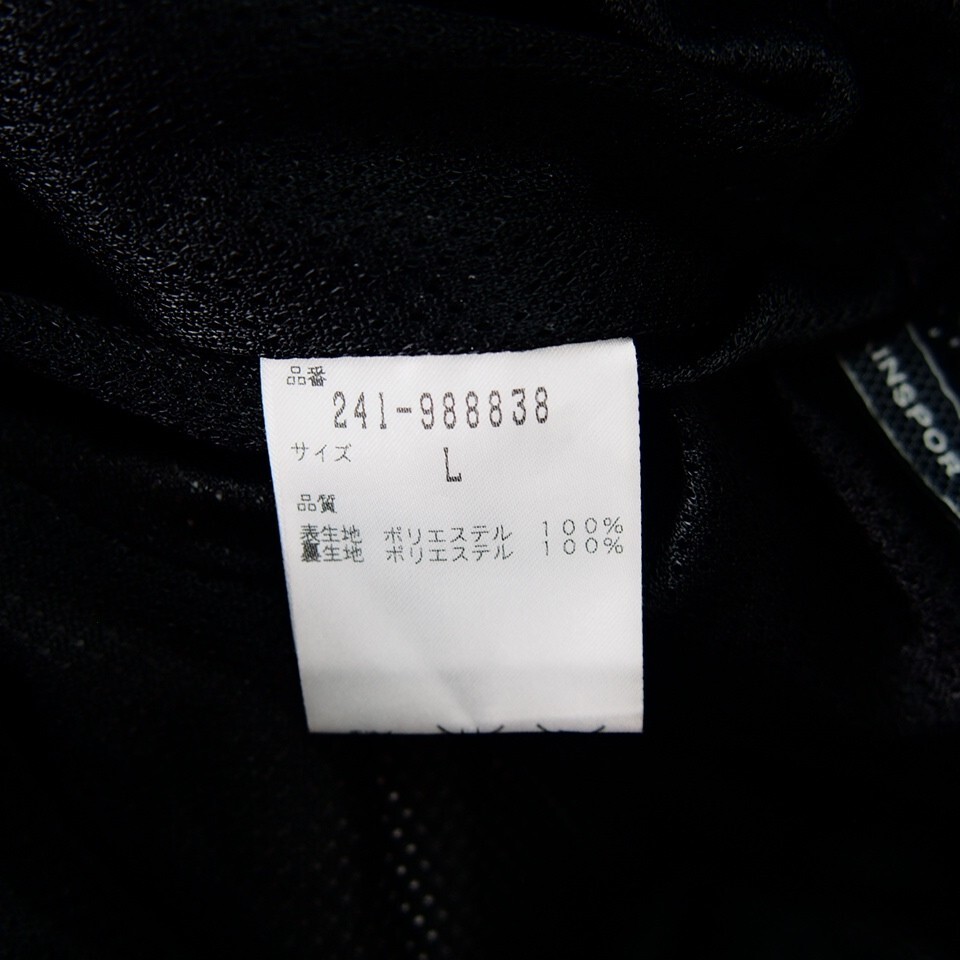 品番
241-988838
サイズ
L
品質
表生地 ポリエステル 100%
裏生地 ポリエステル 100%
INSPOR